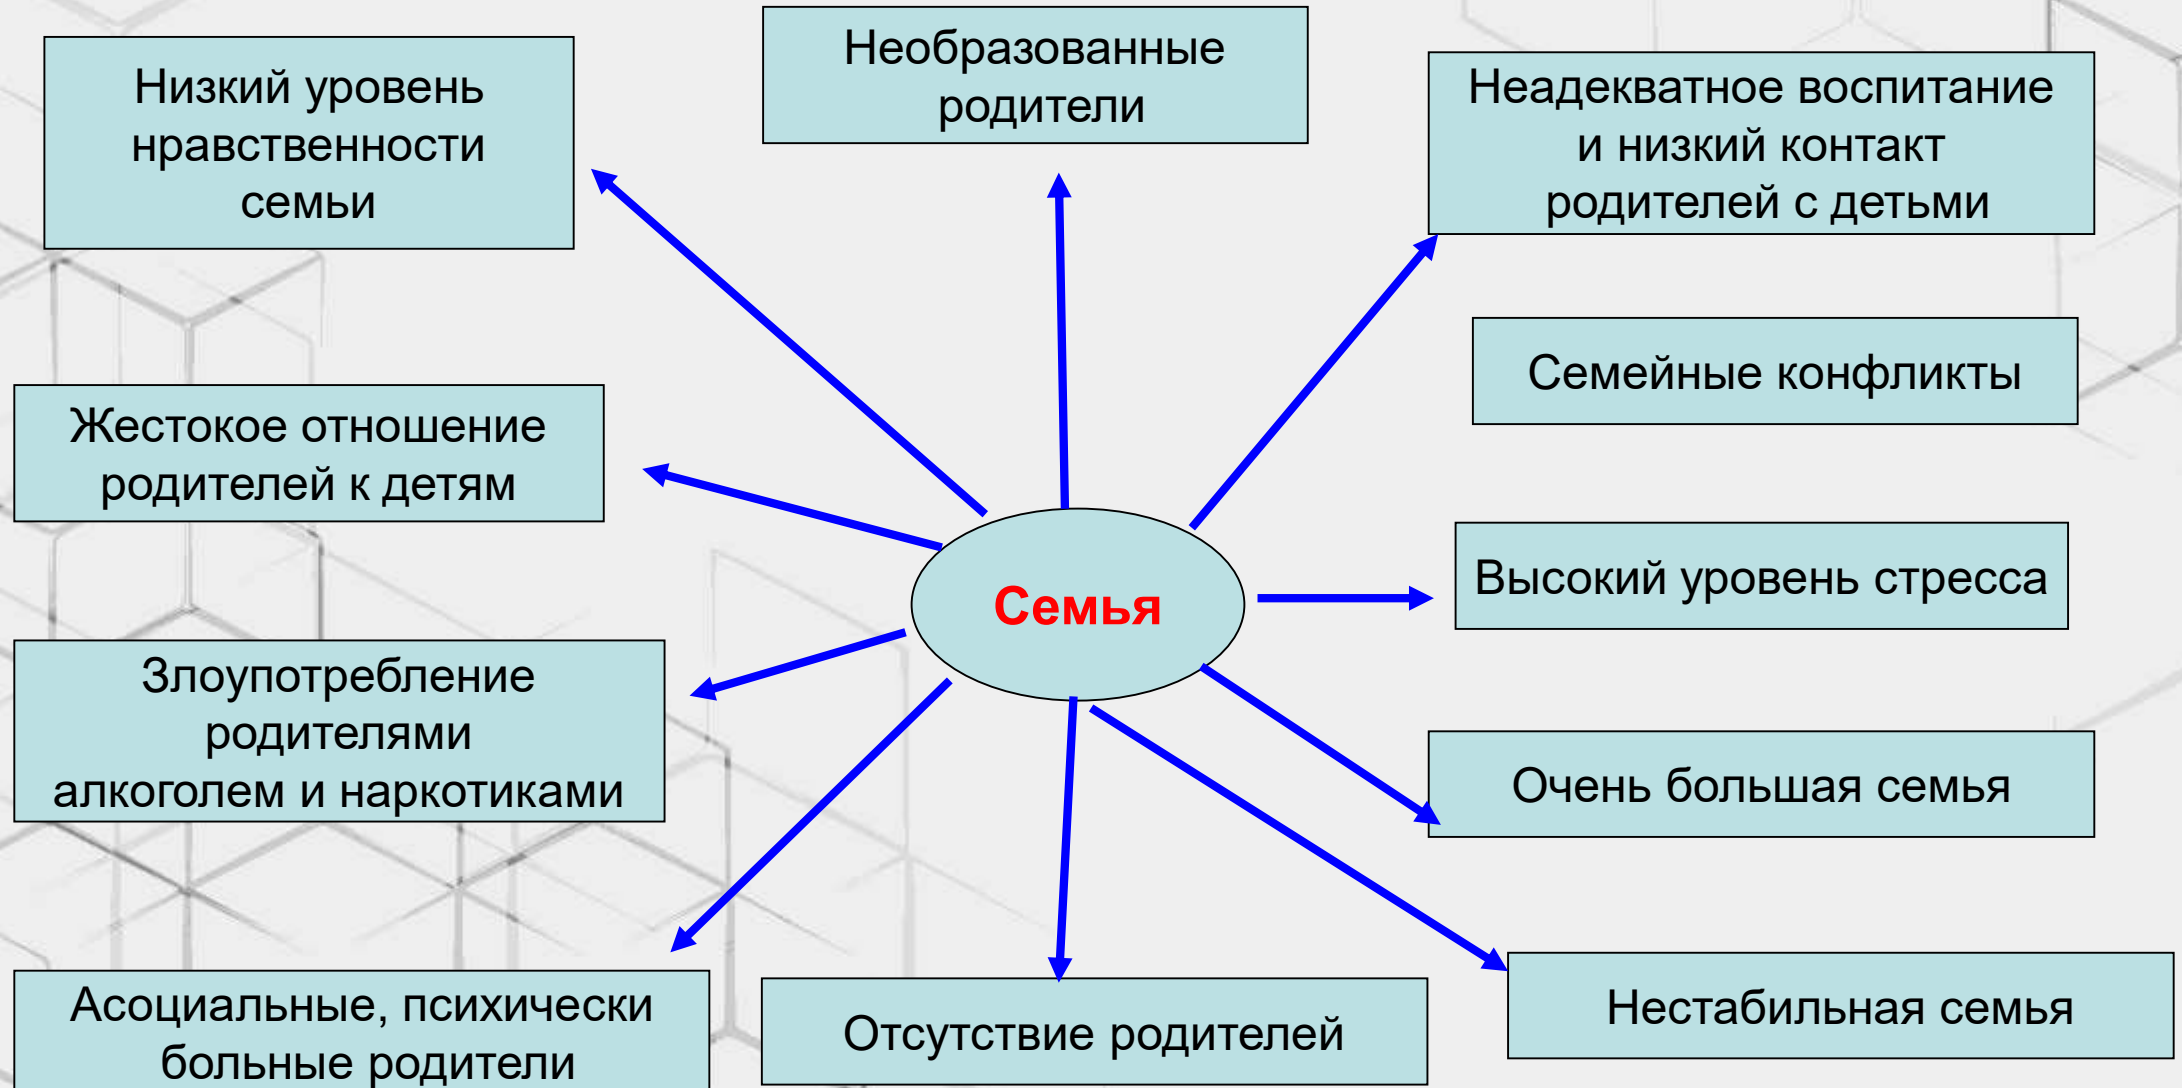 Низкий уровень
нравственности
семьи
Необразованные
родители
Неадекватное воспитание
и низкий контакт
родителей с детьми
Семейные конфликты
Жестокое отношение
родителей к детям
Высокий уровень стресса
Семья
Злоупотребление
родителями
алкоголем и наркотиками
Очень большая семья
Асоциальные, психически
больные родители
Отсутствие родителей
Нестабильная семья